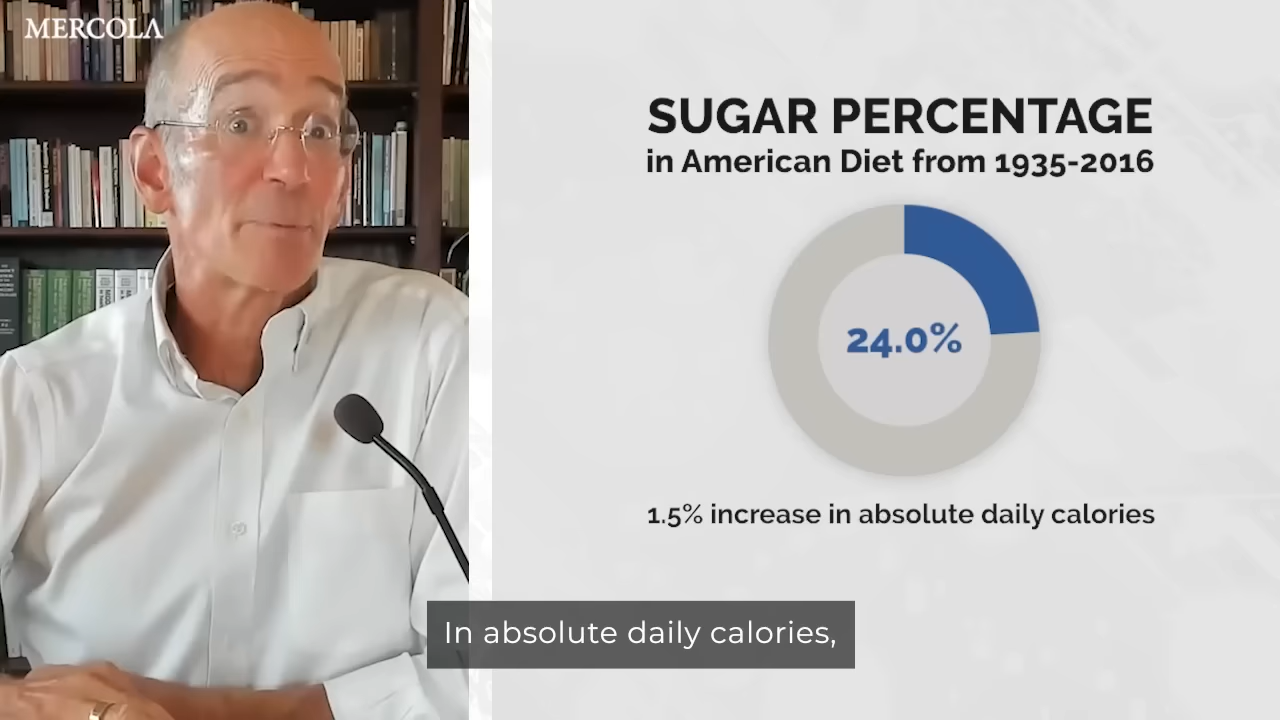 MERCOLA
SUGAR PERCENTAGE
in American Diet from 1935-2016
24.0%
1.5% increase in absolute daily calories
In absolute daily calories,